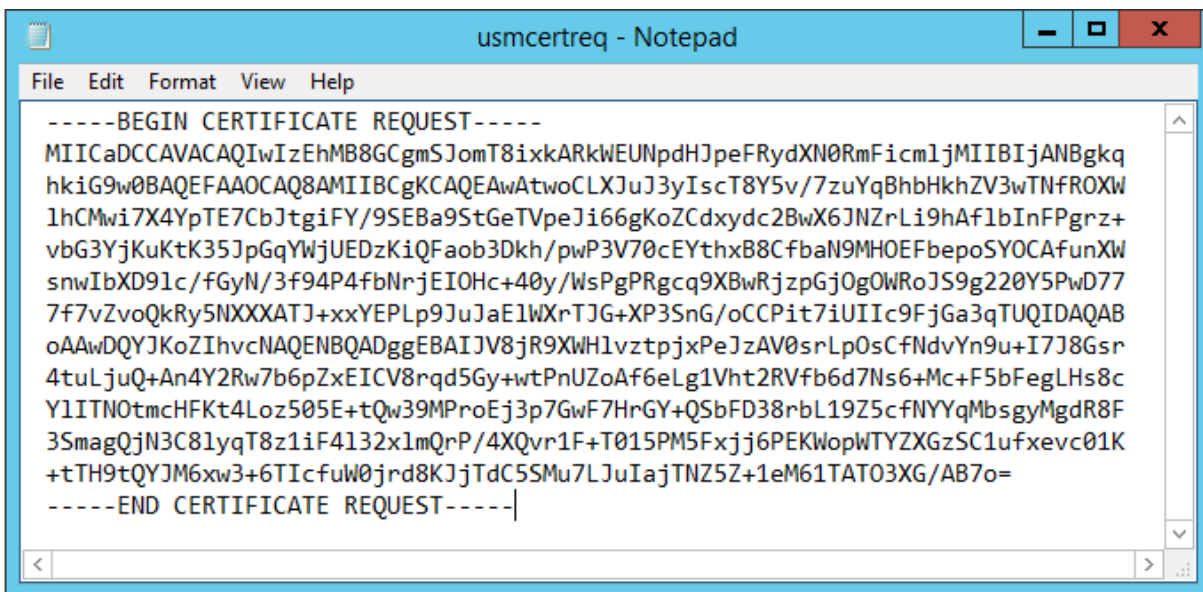 usmcertreq - Notepad
File Edit Format View Help
-----BEGIN CERTIFICATE REQUEST-----
MIICaDCCAVACAQIwIzEhMB8GCgmSJomT8ixkARkWEUNpdHJpeFRydXN0RmFicmljMIIBIjANBgkq
hkiG9w0BAQEFAAOCAQ8AMIIBCgKCAQEAwAtwoCLXJuJ3yIscT8Y5v/7zuYqBhbHkhZV3wTNfROXW
lhCMwi7X4YpTE7CbJtgiFY/9SEBa9StGeTVpeJi66gKoZCdxydc2BwX6JNZrLi9hAflbInFPgrz+
vbG3YjKuKtK35JpGqYWjUEDzKiQFaob3Dkh/pwP3V70cEYthxB8CfbaN9MHOEFbepoSYOCAfunXW
snwIbXD9lc/fGyN/3f94P4fbNrjEIOHc+40y/WsPgPRgcq9XBwRjzpGjOgOWRoJS9g220Y5PwD77
7f7vZvoQkRy5NXXXATJ+xxYEPLp9JuJaElWXrTJG+XP3SnG/oCCPit7iUIIc9FjGa3qTUQIDAQAB
oAAwDQYJKoZIhvcNAQENBQADggEBAIJV8jR9XWHlvztpjxPeJzAV0srLpOsCfNdvYn9u+I7J8Gsr
4tuLjuQ+An4Y2Rw7b6pZxEICV8rqd5Gy+wtPnUZoAf6eLg1Vht2RVfb6d7Ns6+Mc+F5bFegLHs8c
YlITNOtmcHFKt4Loz505E+tQw39MProEj3p7GwF7HrGY+QSbFD38rbL19Z5cfNYYqMbsgyMgdR8F
3SmagQjN3C8lyqT8z1iF4l32xlmQrP/4XQvr1F+T015PM5Fxjj6PEKWopWTYZXGzSC1ufxevc01K
+tTH9tQYJM6xw3+6TIcfuW0jrd8KJjTdC5SMu7LJuIajTNZ5Z+1eM61TATO3XG/AB7o=
-----END CERTIFICATE REQUEST-----